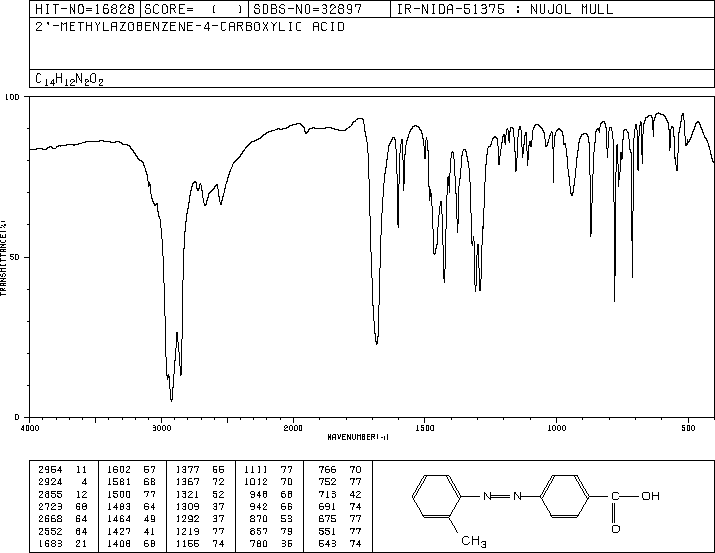 HIT-NO=16828 SCORE= ( ) SDBS-NO=32897 IR-NIDA-51375 : NUJOL MULL
2'-METHYLAZOBENZENE-4-CARBOXYLIC ACID
C14H12N2O2
100
50
0
TRANSMITTANCE(%)
4000 3000 2000 1500 1000 500
WAVENUMBER(-1)
2954 11 1602 57 1377 55 1111 77 766 70
2924 4 1581 68 1367 72 1012 70 752 77
2855 12 1500 77 1321 52 948 68 713 42
2729 68 1483 64 1309 37 942 66 691 74
2668 64 1464 49 1292 37 870 53 675 77
2552 64 1427 41 1219 77 857 79 551 77
1683 21 1408 68 1155 74 780 35 543 74
N N C OH
CH3
O